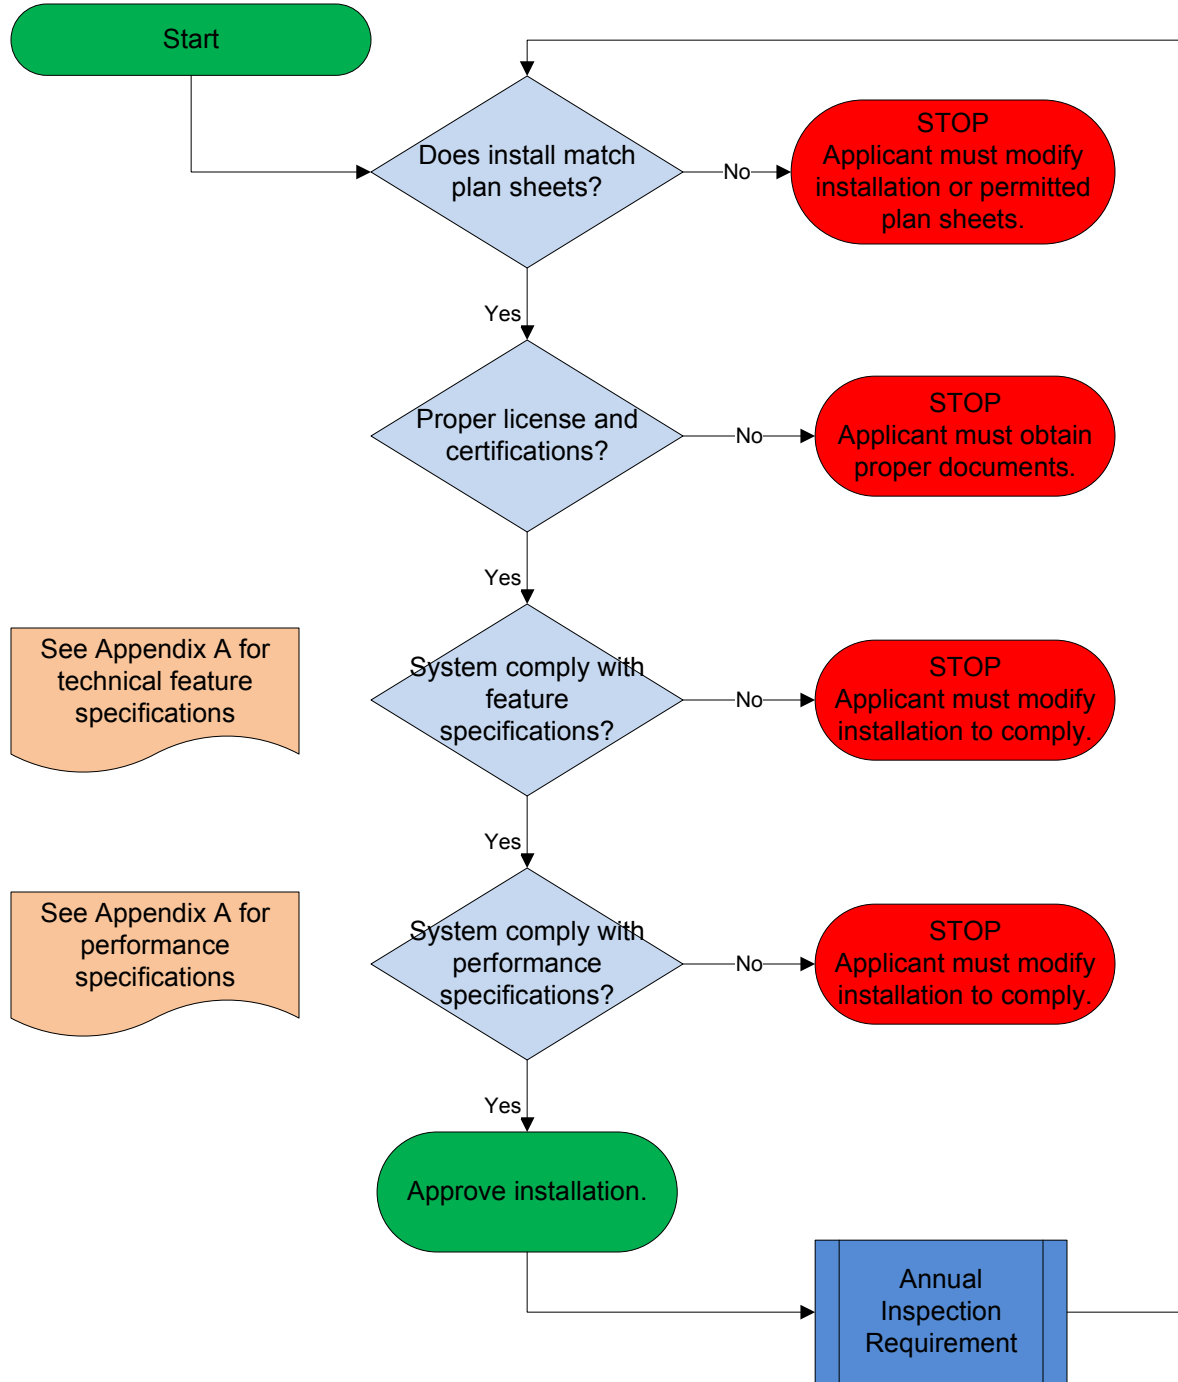 Start
Does install match
plan sheets?
No
STOP
Applicant must modify
installation or permitted
plan sheets.
Yes
Proper license and
certifications?
No
STOP
Applicant must obtain
proper documents.
Yes
See Appendix A for
technical feature
specifications
System comply with
feature
specifications?
No
STOP
Applicant must modify
installation to comply.
Yes
See Appendix A for
performance
specifications
System comply with
performance
specifications?
No
STOP
Applicant must modify
installation to comply.
Yes
Approve installation.
Annual
Inspection
Requirement